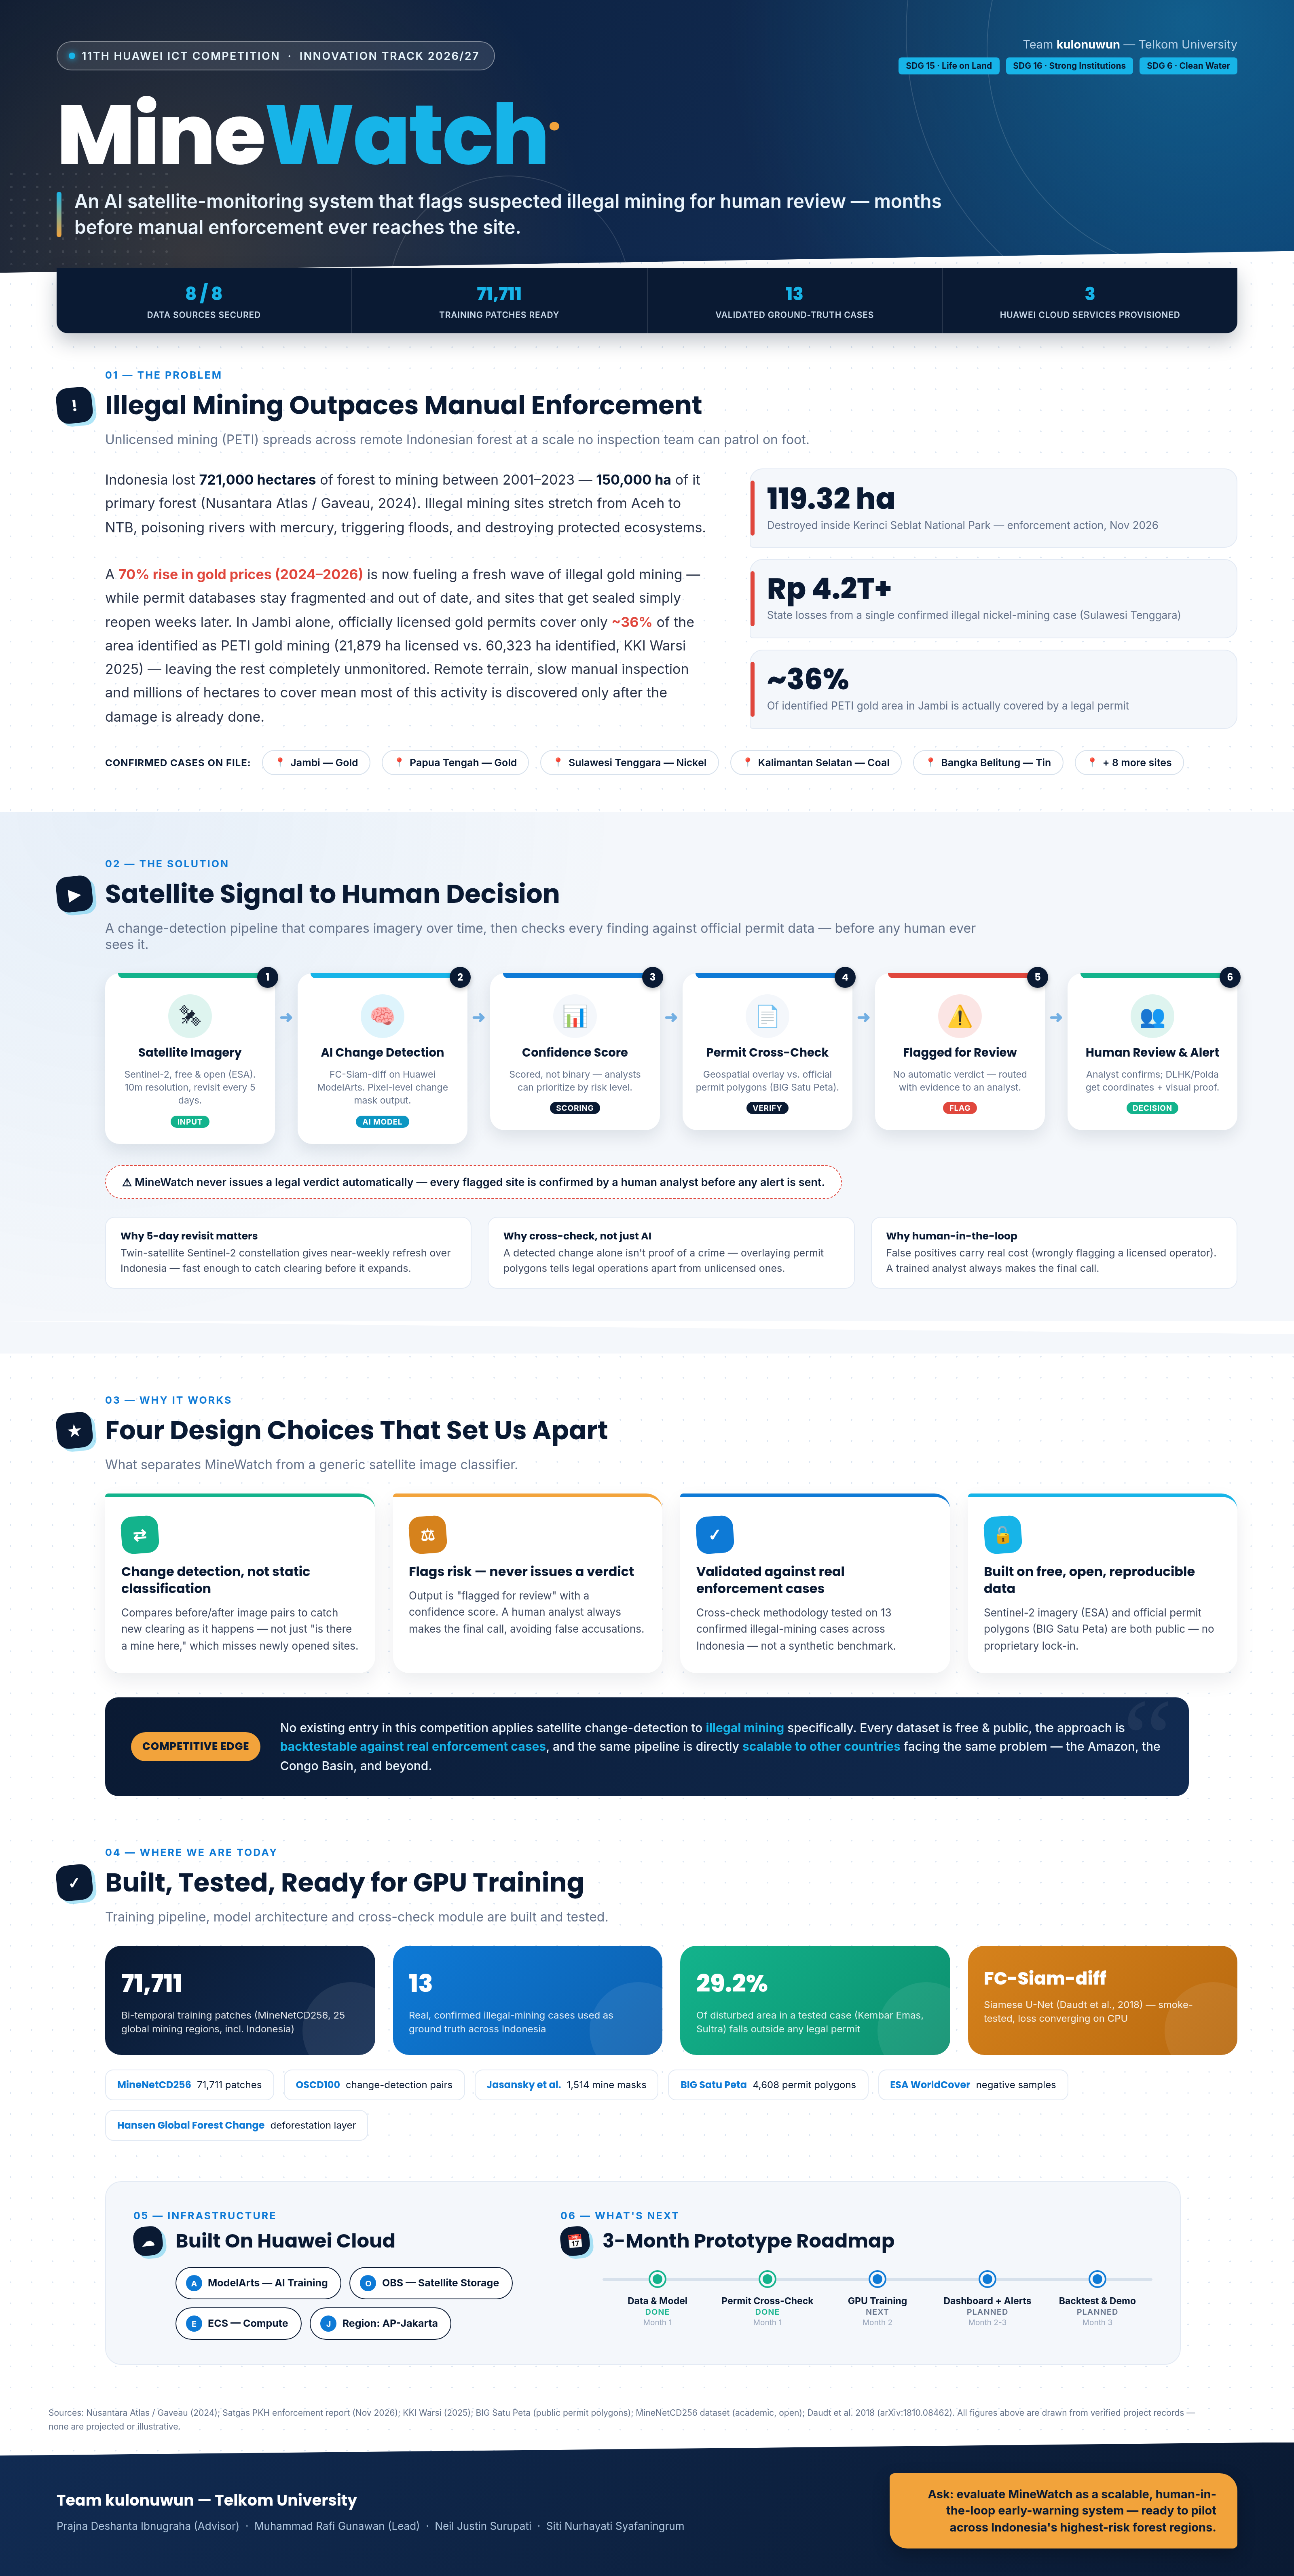 11TH HUAWEI ICT COMPETITION · INNOVATION TRACK 2026/27
Team kulonuwun — Telkom University
SDG 15 · Life on Land
SDG 16 · Strong Institutions
SDG 6 · Clean Water
MineWatch
An AI satellite-monitoring system that flags suspected illegal mining for human review — months
before manual enforcement ever reaches the site.
8 / 8
DATA SOURCES SECURED
71,711
TRAINING PATCHES READY
13
VALIDATED GROUND-TRUTH CASES
3
HUAWEI CLOUD SERVICES PROVISIONED
01 — THE PROBLEM
!
Illegal Mining Outpaces Manual Enforcement
Unlicensed mining (PETI) spreads across remote Indonesian forest at a scale no inspection team can patrol on foot.
Indonesia lost 721,000 hectares of forest to mining between 2001–2023 — 150,000 ha of it
primary forest (Nusantara Atlas / Gaveau, 2024). Illegal mining sites stretch from Aceh to
NTB, poisoning rivers with mercury, triggering floods, and destroying protected ecosystems.
A 70% rise in gold prices (2024–2026) is now fueling a fresh wave of illegal gold mining —
while permit databases stay fragmented and out of date, and sites that get sealed simply
reopen weeks later. In Jambi alone, officially licensed gold permits cover only ~36% of the
area identified as PETI gold mining (21,879 ha licensed vs. 60,323 ha identified, KKI Warsi
2025) — leaving the rest completely unmonitored. Remote terrain, slow manual inspection
and millions of hectares to cover mean most of this activity is discovered only after the
damage is already done.
119.32 ha
Destroyed inside Kerinci Seblat National Park — enforcement action, Nov 2026
Rp 4.2T+
State losses from a single confirmed illegal nickel-mining case (Sulawesi Tenggara)
~36%
Of identified PETI gold area in Jambi is actually covered by a legal permit
CONFIRMED CASES ON FILE:
Jambi — Gold
Papua Tengah — Gold
Sulawesi Tenggara — Nickel
Kalimantan Selatan — Coal
Bangka Belitung — Tin
+ 8 more sites
02 — THE SOLUTION
Satellite Signal to Human Decision
A change-detection pipeline that compares imagery over time, then checks every finding against official permit data — before any human ever
sees it.
1
Satellite Imagery
Sentinel-2, free & open (ESA).
10m resolution, revisit every 5
days.
INPUT
2
AI Change Detection
FC-Siam-diff on Huawei
ModelArts. Pixel-level change
mask output.
AI MODEL
3
Confidence Score
Scored, not binary — analysts
can prioritize by risk level.
SCORING
4
Permit Cross-Check
Geospatial overlay vs. official
permit polygons (BIG Satu Peta).
VERIFY
5
Flagged for Review
No automatic verdict — routed
with evidence to an analyst.
FLAG
6
Human Review & Alert
Analyst confirms; DLHK/Polda
get coordinates + visual proof.
DECISION
⚠ MineWatch never issues a legal verdict automatically — every flagged site is confirmed by a human analyst before any alert is sent.
Why 5-day revisit matters
Twin-satellite Sentinel-2 constellation gives near-weekly refresh over
Indonesia — fast enough to catch clearing before it expands.
Why cross-check, not just AI
A detected change alone isn't proof of a crime — overlaying permit
polygons tells legal operations apart from unlicensed ones.
Why human-in-the-loop
False positives carry real cost (wrongly flagging a licensed operator).
A trained analyst always makes the final call.
03 — WHY IT WORKS
Four Design Choices That Set Us Apart
What separates MineWatch from a generic satellite image classifier.
Change detection, not static
classification
Compares before/after image pairs to catch
new clearing as it happens — not just "is there
a mine here," which misses newly opened sites.
Flags risk — never issues a verdict
Output is "flagged for review" with a
confidence score. A human analyst always
makes the final call, avoiding false accusations.
Validated against real
enforcement cases
Cross-check methodology tested on 13
confirmed illegal-mining cases across
Indonesia — not a synthetic benchmark.
Built on free, open, reproducible
data
Sentinel-2 imagery (ESA) and official permit
polygons (BIG Satu Peta) are both public — no
proprietary lock-in.
COMPETITIVE EDGE
No existing entry in this competition applies satellite change-detection to illegal mining specifically. Every dataset is free & public, the approach is
backtestable against real enforcement cases, and the same pipeline is directly scalable to other countries facing the same problem — the Amazon, the
Congo Basin, and beyond.
04 — WHERE WE ARE TODAY
Built, Tested, Ready for GPU Training
Training pipeline, model architecture and cross-check module are built and tested.
71,711
Bi-temporal training patches (MineNetCD256, 25
global mining regions, incl. Indonesia)
13
Real, confirmed illegal-mining cases used as
ground truth across Indonesia
29.2%
Of disturbed area in a tested case (Kembar Emas,
Sultra) falls outside any legal permit
FC-Siam-diff
Siamese U-Net (Daudt et al., 2018) — smoke-
tested, loss converging on CPU
MineNetCD256 71,711 patches
OSCD100 change-detection pairs
Jasansky et al. 1,514 mine masks
BIG Satu Peta 4,608 permit polygons
ESA WorldCover negative samples
Hansen Global Forest Change deforestation layer
05 — INFRASTRUCTURE
Built On Huawei Cloud
A ModelArts — AI Training
O OBS — Satellite Storage
E ECS — Compute
J Region: AP-Jakarta
06 — WHAT'S NEXT
3-Month Prototype Roadmap
Data & Model
DONE
Month 1
Permit Cross-Check
DONE
Month 1
GPU Training
NEXT
Month 2
Dashboard + Alerts
PLANNED
Month 2-3
Backtest & Demo
PLANNED
Month 3
Sources: Nusantara Atlas / Gaveau (2024); Satgas PKH enforcement report (Nov 2026); KKI Warsi (2025); BIG Satu Peta (public permit polygons); MineNetCD256 dataset (academic, open); Daudt et al. 2018 (arXiv:1810.08462). All figures above are drawn from verified project records —
none are projected or illustrative.
Team kulonuwun — Telkom University
Prajna Deshanta Ibnugraha (Advisor) · Muhammad Rafi Gunawan (Lead) · Neil Justin Surupati · Siti Nurhayati Syafaningrum
Ask: evaluate MineWatch as a scalable, human-in-
the-loop early-warning system — ready to pilot
across Indonesia's highest-risk forest regions.